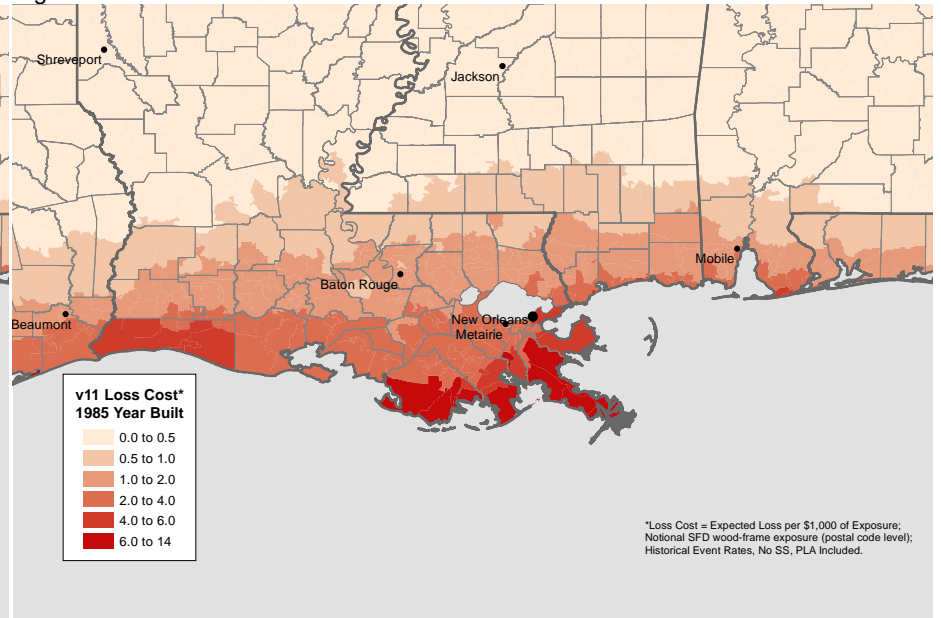 Shreveport
Jackson
Mobile
Baton Rouge
Beaumont
New Orleans
Metairie
v11 Loss Cost*
1985 Year Built
0.0 to 0.5
0.5 to 1.0
1.0 to 2.0
2.0 to 4.0
4.0 to 6.0
6.0 to 14
*Loss Cost = Expected Loss per $1,000 of Exposure;
Notional SFD wood-frame exposure (postal code level);
Historical Event Rates, No SS, PLA Included.